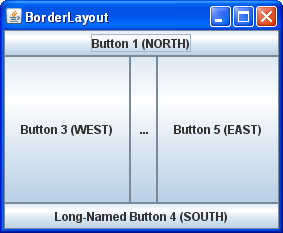 BorderLayout
Button 1 (NORTH)
Button 3 (WEST) ... Button 5 (EAST)
Long-Named Button 4 (SOUTH)